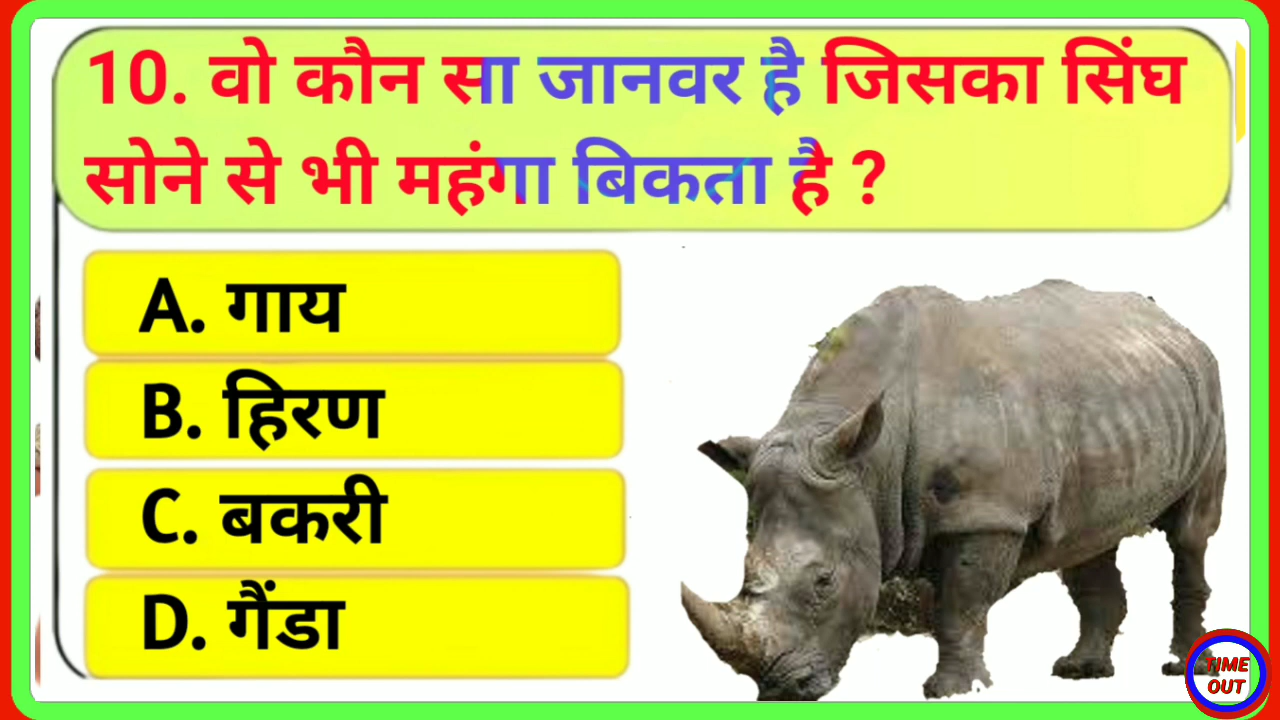 10. वो कौन सा जानवर है जिसका सिंघ
सोने से भी महंगा बिकता है ?
A. गाय
B. हिरण
C. बकरी
D. गैंडा
TIME
OUT